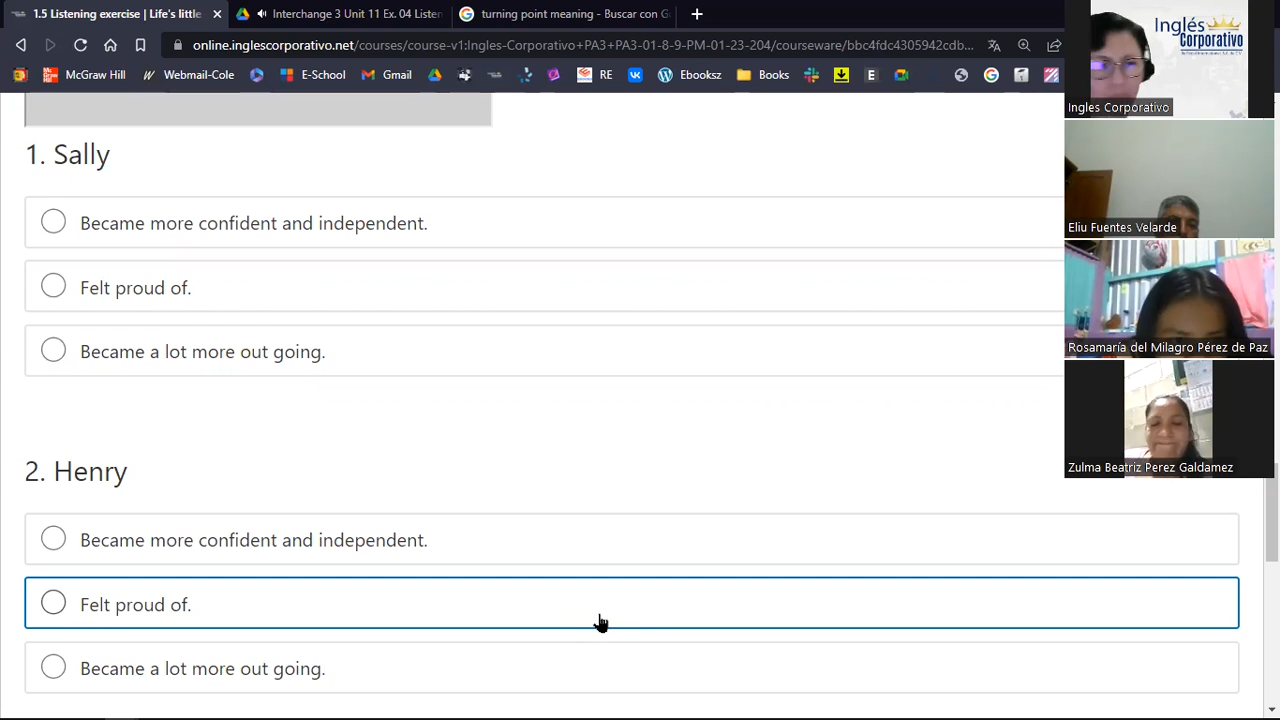 1.5 Listening exercise | Life's little
Interchange 3 Unit 11 Ex. 04 Listen
turning point meaning - Buscar con G
online.inglescorporativo.net/courses/course-v1:Ingles-Corporativo+PA3+PA3-01-8-9-PM-01-23-204/courseware/bbc4fdc4305942cdb...
McGraw Hill
Webmail-Cole
E-School
Gmail
RE
Ebookisz
Books
E
Inglés
Corporativo
Ingles Corporativo
Eliu Fuentes Velarde
Rosamaría del Milagro Pérez de Paz
Zulma Beatriz Perez Galdamez
1. Sally
Became more confident and independent.
Felt proud of.
Became a lot more out going.
2. Henry
Became more confident and independent.
Felt proud of.
Became a lot more out going.